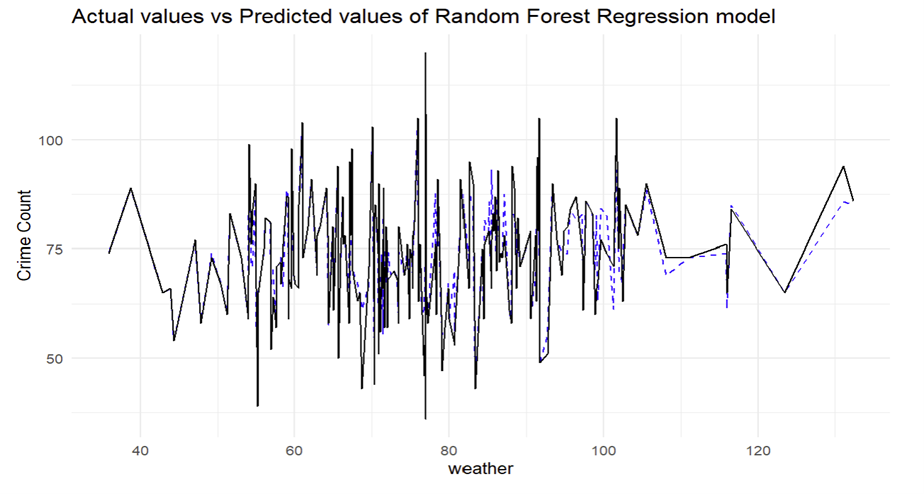 Actual values vs Predicted values of Random Forest Regression model
Crime Count
100
75
50
40 60 80 100 120
weather